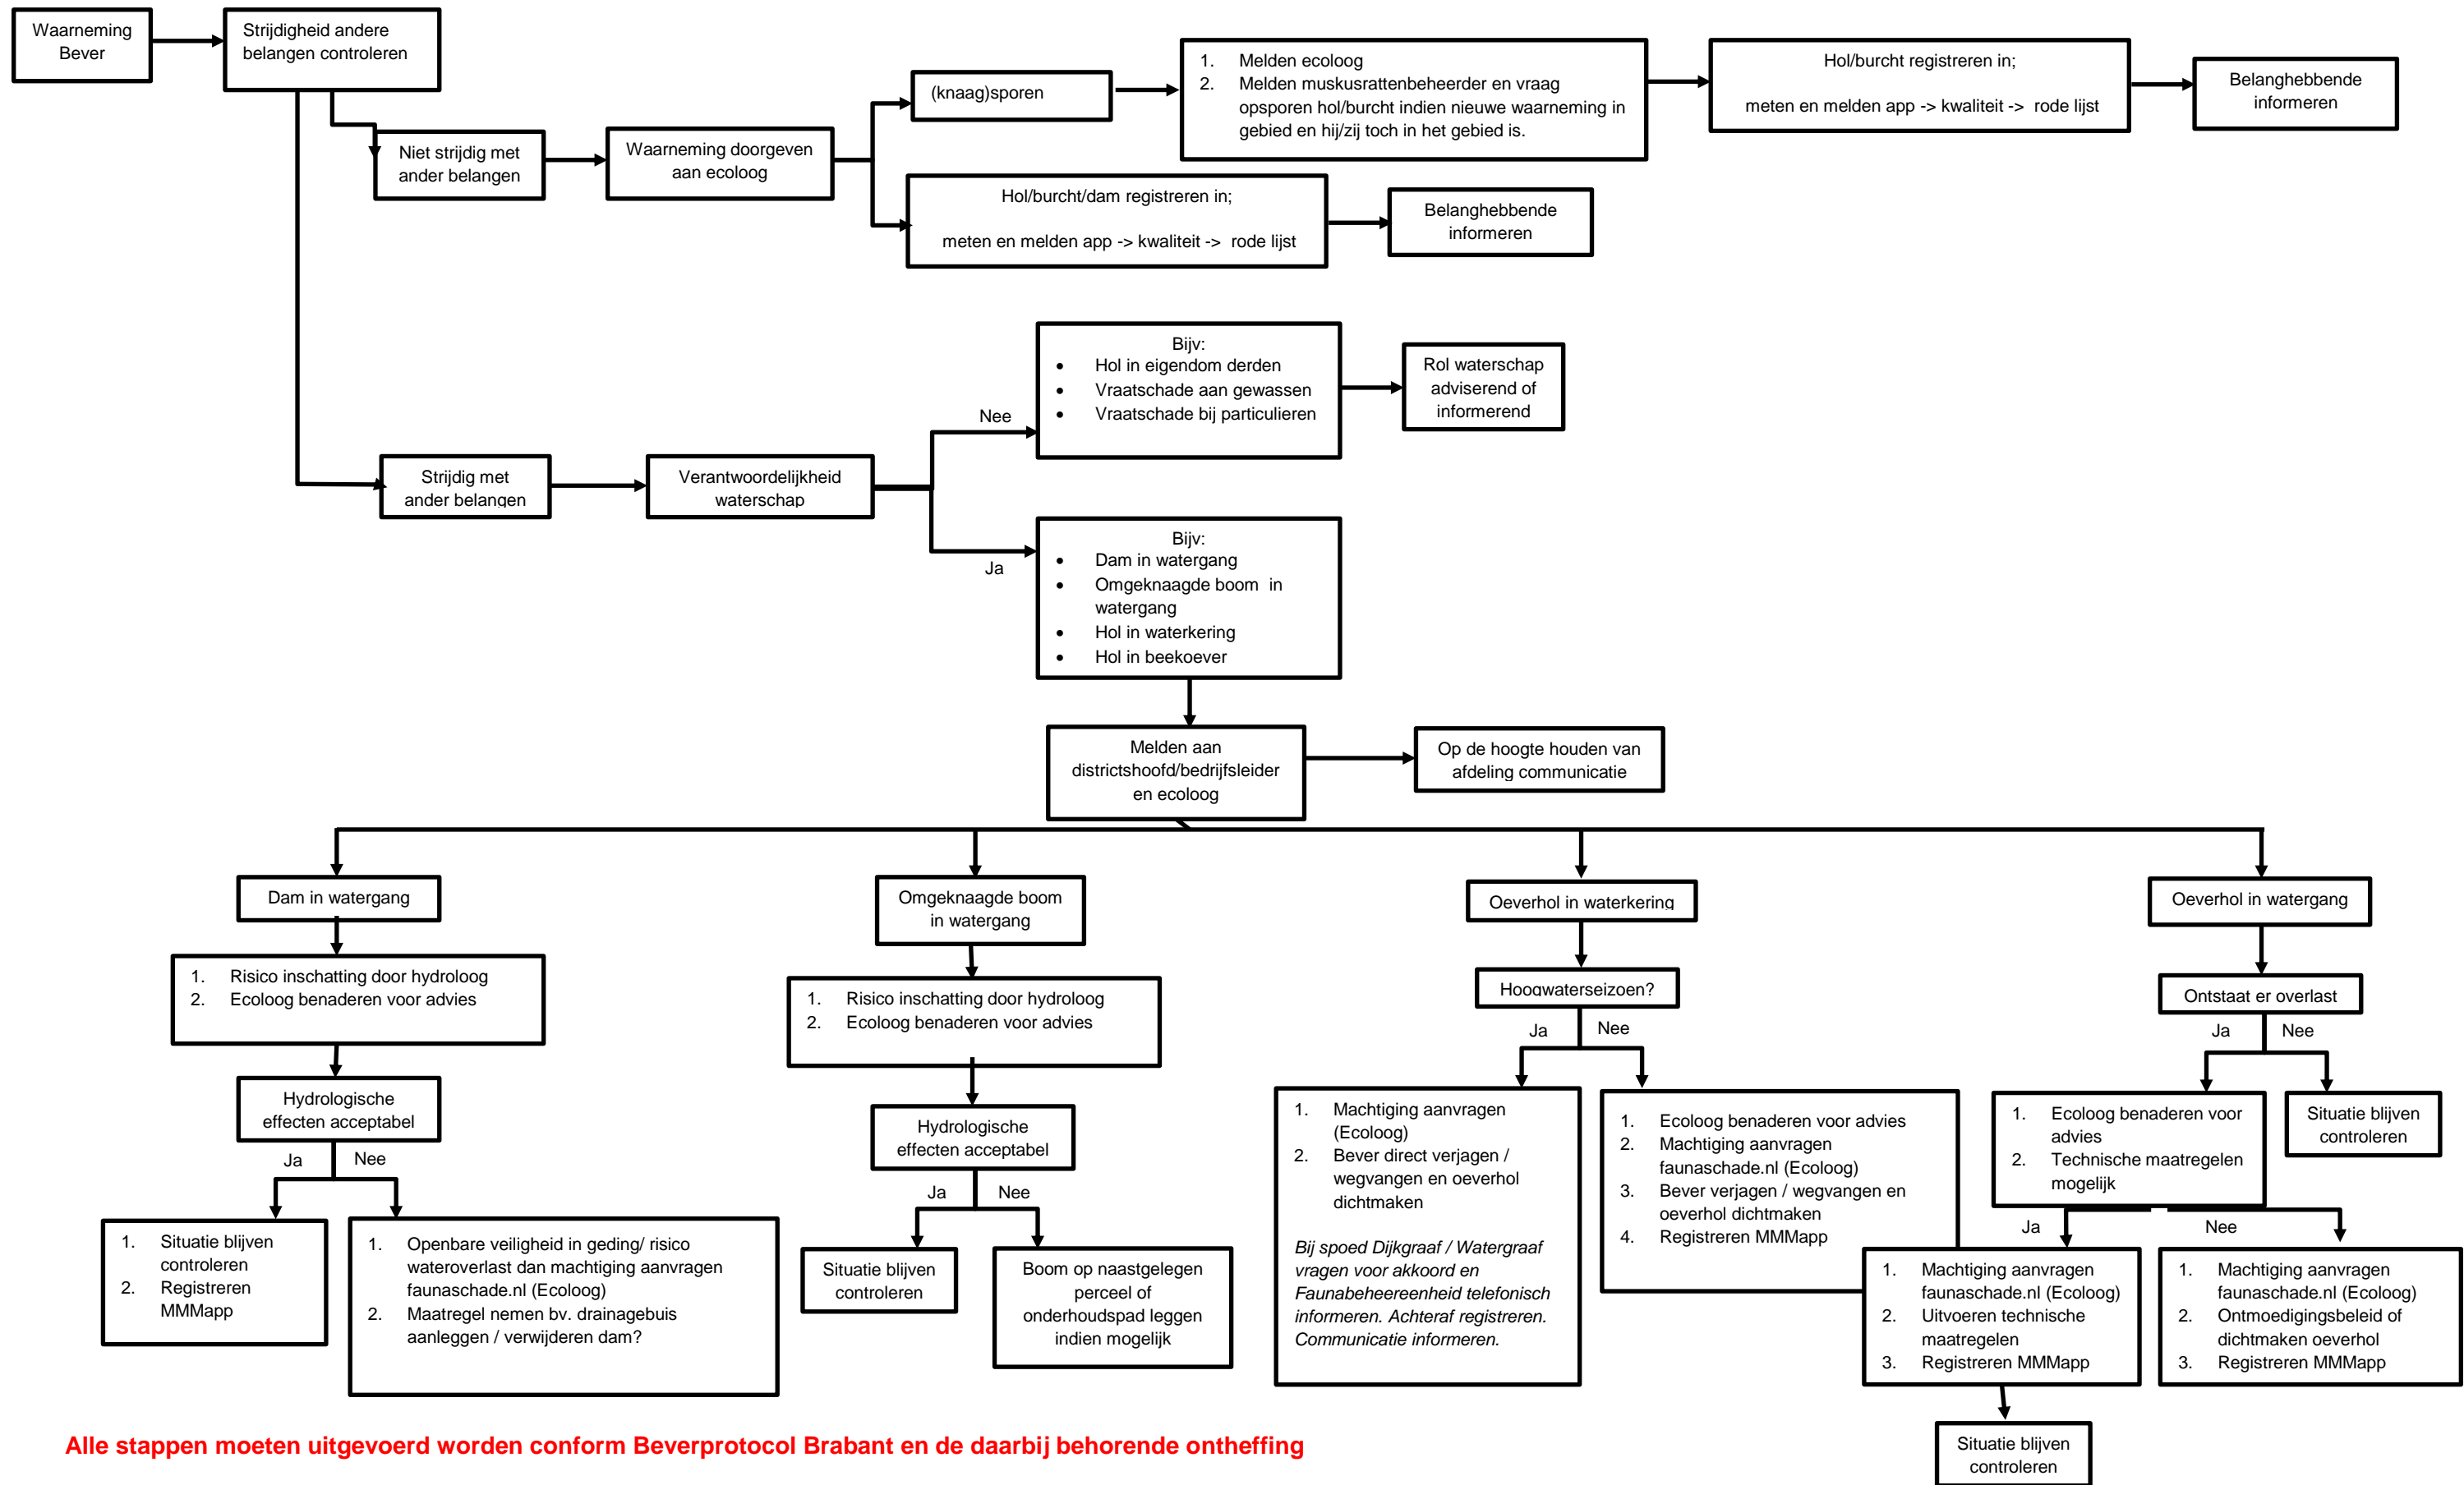 Waarneming
Bever
Strijdigheid andere
belangen controleren
Niet strijdig met
ander belangen
Waarneming doorgeven
aan ecoloog
(knaag)sporen
1. Melden ecoloog
2. Melden muskusrattenbeheerder en vraag
opsporen hol/burcht indien nieuwe waarneming in
gebied en hij/zij toch in het gebied is.
Hol/burcht registreren in;
meten en melden app -> kwaliteit -> rode lijst
Belanghebbende
informeren
Hol/burcht/dam registreren in;
meten en melden app -> kwaliteit -> rode lijst
Belanghebbende
informeren
Strijdig met
ander belangen
Verantwoordelijkheid
waterschap
Nee
Bijv:
• Hol in eigendom derden
• Vraatschade aan gewassen
• Vraatschade bij particulieren
Rol waterschap
adviserend of
informerend
Ja
Bijv:
• Dam in watergang
• Omgeknaagde boom in
watergang
• Hol in waterkering
• Hol in beekoever
Melden aan
districtshoofd/bedrijfsleider
en ecoloog
Op de hoogte houden van
afdeling communicatie
Dam in watergang
1. Risico inschatting door hydroloog
2. Ecoloog benaderen voor advies
Hydrologische
effecten acceptabel
Ja
Nee
1. Situatie blijven
controleren
2. Registreren
MMMapp
1. Openbare veiligheid in geding/ risico
wateroverlast dan machtiging aanvragen
faunaschade.nl (Ecoloog)
2. Maatregel nemen bv. drainagebuis
aanleggen / verwijderen dam?
Omgeknaagde boom
in watergang
1. Risico inschatting door hydroloog
2. Ecoloog benaderen voor advies
Hydrologische
effecten acceptabel
Ja
Nee
Situatie blijven
controleren
Boom op naastgelegen
perceel of
onderhoudspad leggen
indien mogelijk
Oeverhol in waterkering
Hoogwaterseizoen?
Ja
Nee
1. Machtiging aanvragen
(Ecoloog)
2. Bever direct verjagen /
wegvangen en oeverhol
dichtmaken
Bij spoed Dijkgraaf / Watergraaf
vragen voor akkoord en
Faunabeheereenheid telefonisch
informeren. Achteraf registreren.
Communicatie informeren.
1. Ecoloog benaderen voor advies
2. Machtiging aanvragen
faunaschade.nl (Ecoloog)
3. Bever verjagen / wegvangen en
oeverhol dichtmaken
4. Registreren MMMapp
Oeverhol in watergang
Ontstaat er overlast
Ja
Nee
1. Ecoloog benaderen voor
advies
2. Technische maatregelen
mogelijk
Situatie blijven
controleren
Ja
Nee
1. Machtiging aanvragen
faunaschade.nl (Ecoloog)
2. Uitvoeren technische
maatregelen
3. Registreren MMMapp
1. Machtiging aanvragen
faunaschade.nl (Ecoloog)
2. Ontmoedigingsbeleid of
dichtmaken oeverhol
3. Registreren MMMapp
Situatie blijven
controleren
Alle stappen moeten uitgevoerd worden conform Beverprotocol Brabant en de daarbij behorende ontheffing